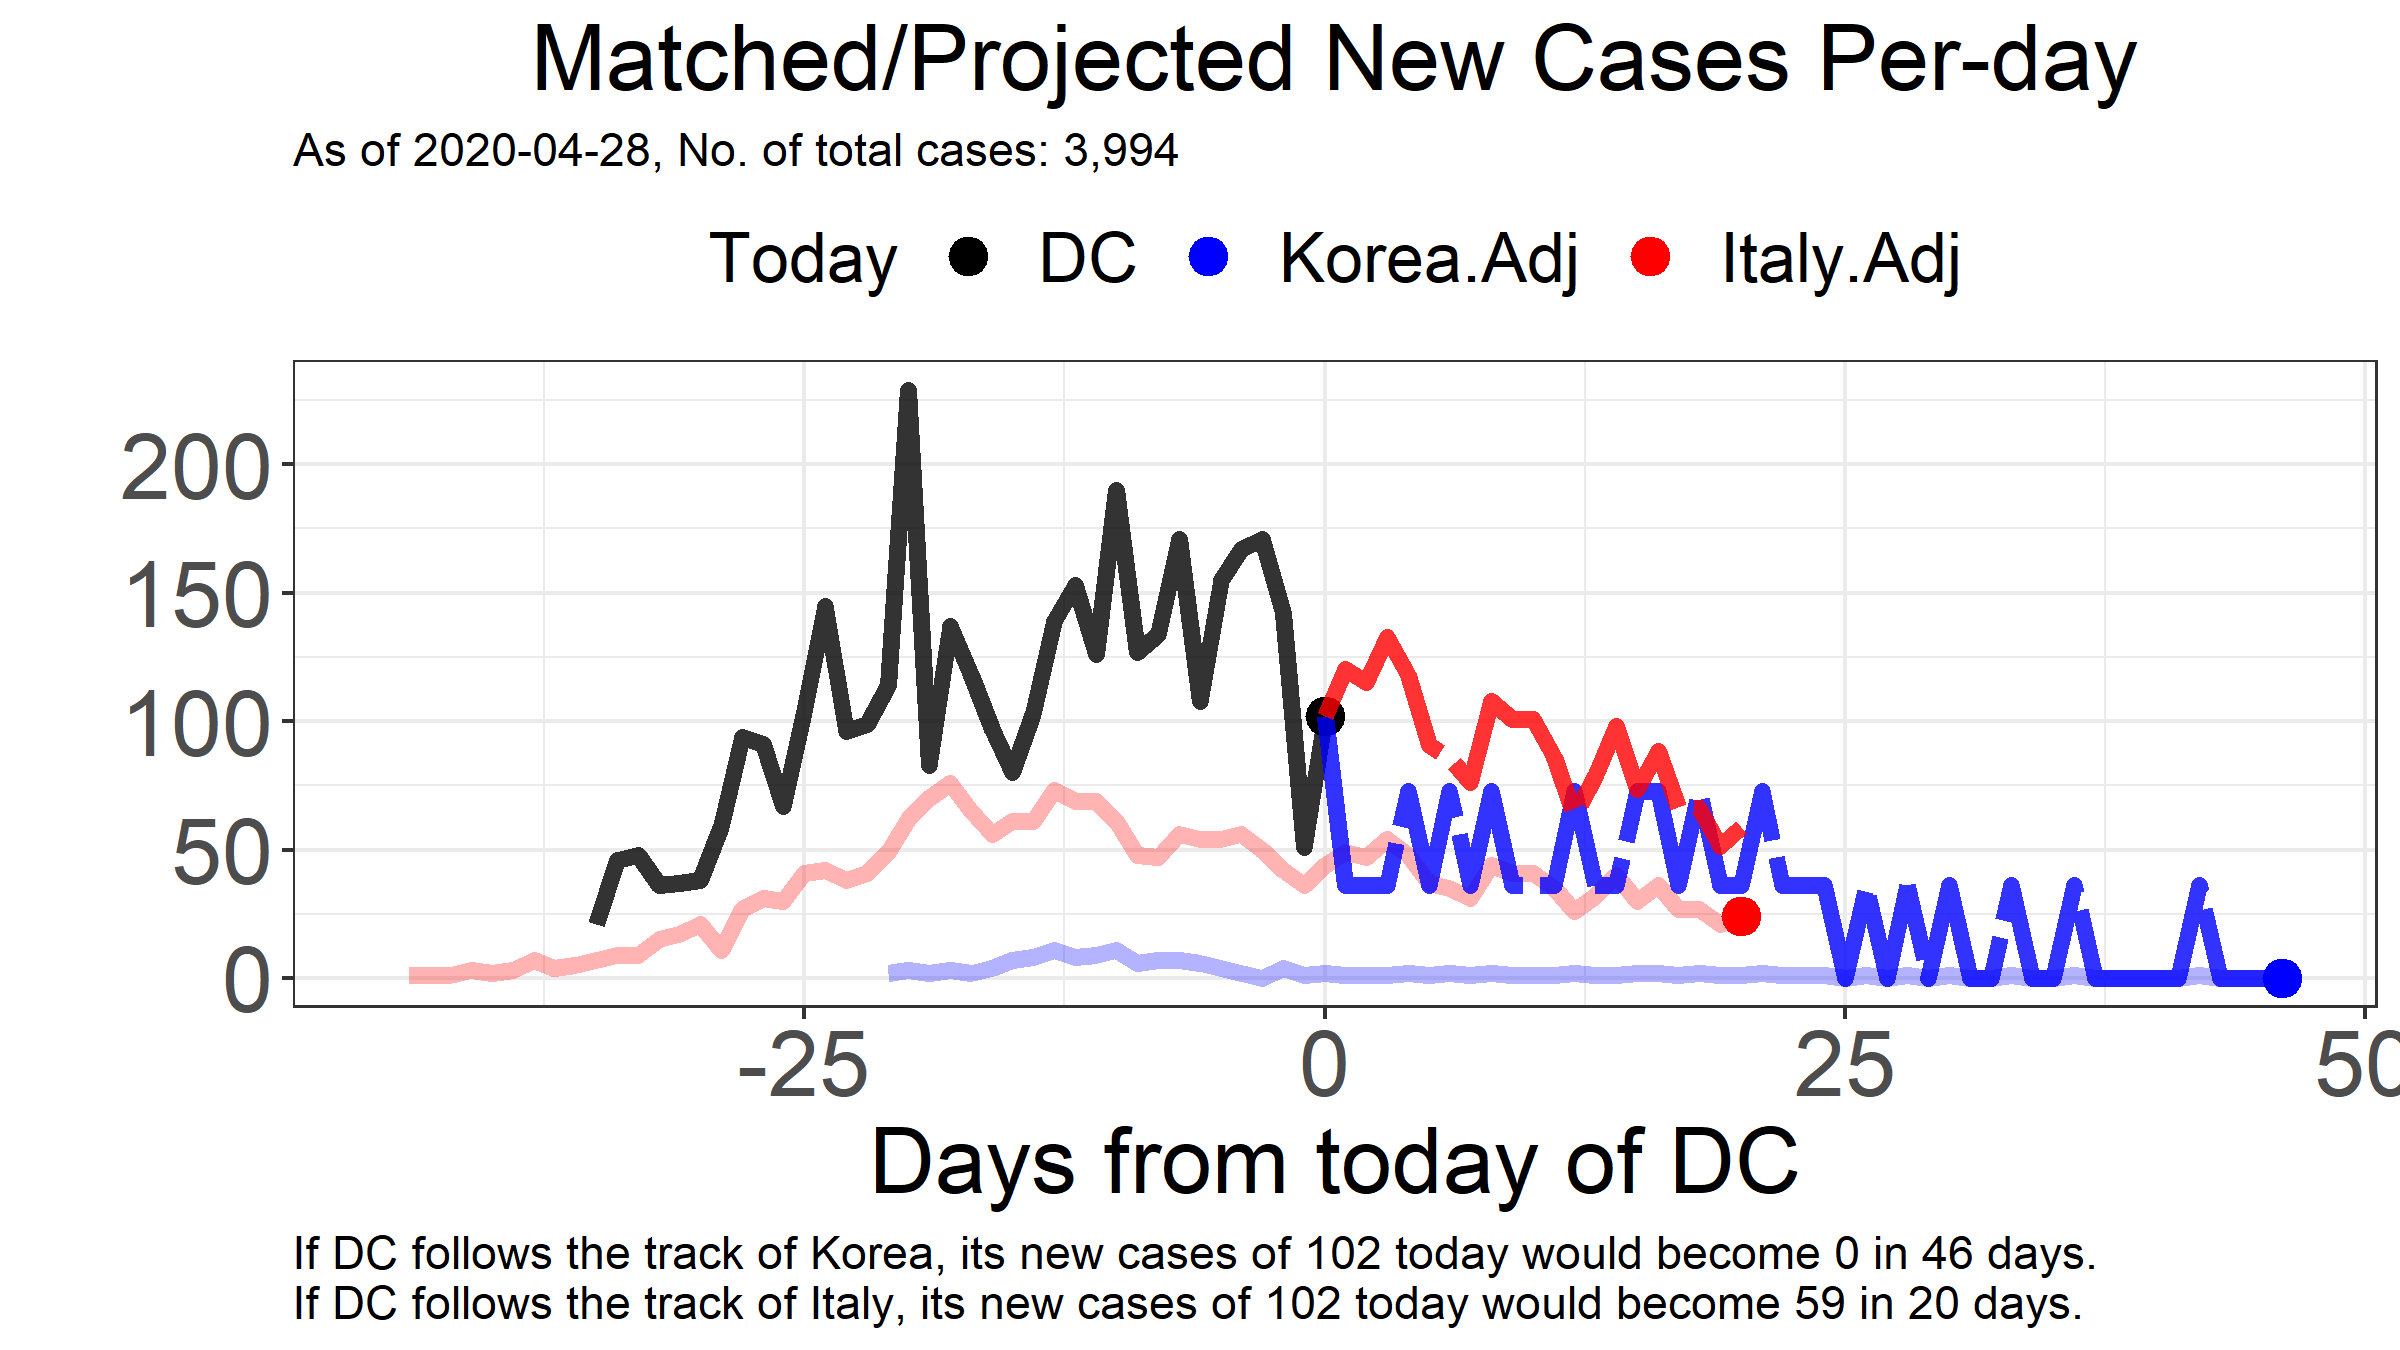 Matched/Projected New Cases Per-day
As of 2020-04-28, No. of total cases: 3,994
Today DC Korea.Adj Italy.Adj
200
150
100
50
0
-25 0 25 50
Days from today of DC
If DC follows the track of Korea, its new cases of 102 today would become 0 in 46 days.
If DC follows the track of Italy, its new cases of 102 today would become 59 in 20 days.